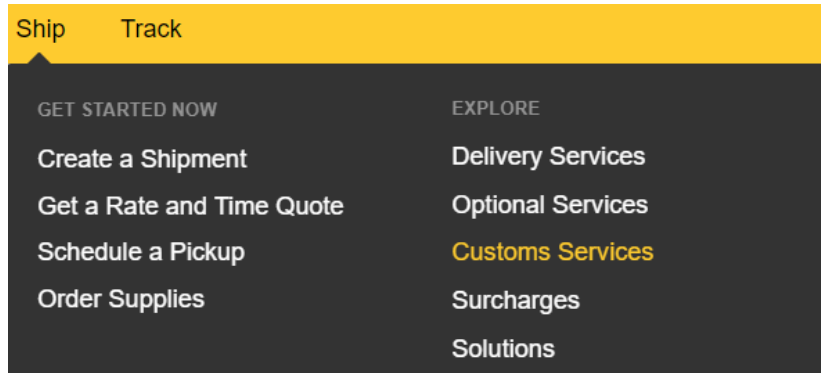 Ship Track
GET STARTED NOW
Create a Shipment
Get a Rate and Time Quote
Schedule a Pickup
Order Supplies
EXPLORE
Delivery Services
Optional Services
Customs Services
Surcharges
Solutions